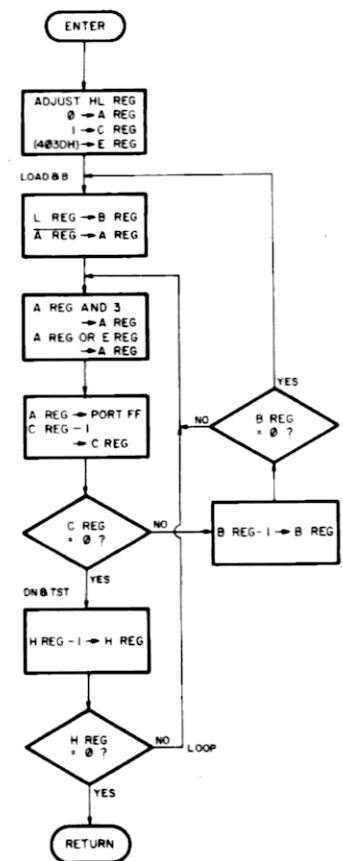 ENTER
ADJUST HL REG
0 → A REG
1 → C REG
(403DH) → E REG
LOAD&B
L REG → B REG
A REG → A REG
A REG AND 3
→ A REG
A REG OR E REG
→ A REG
A REG → PORT FF
C REG - 1
→ C REG
C REG
= 0 ?
NO
YES
B REG - 1 → B REG
B REG
= 0 ?
YES
NO
DN&TST
H REG - 1 → H REG
H REG
= 0 ?
NO
LOOP
YES
RETURN